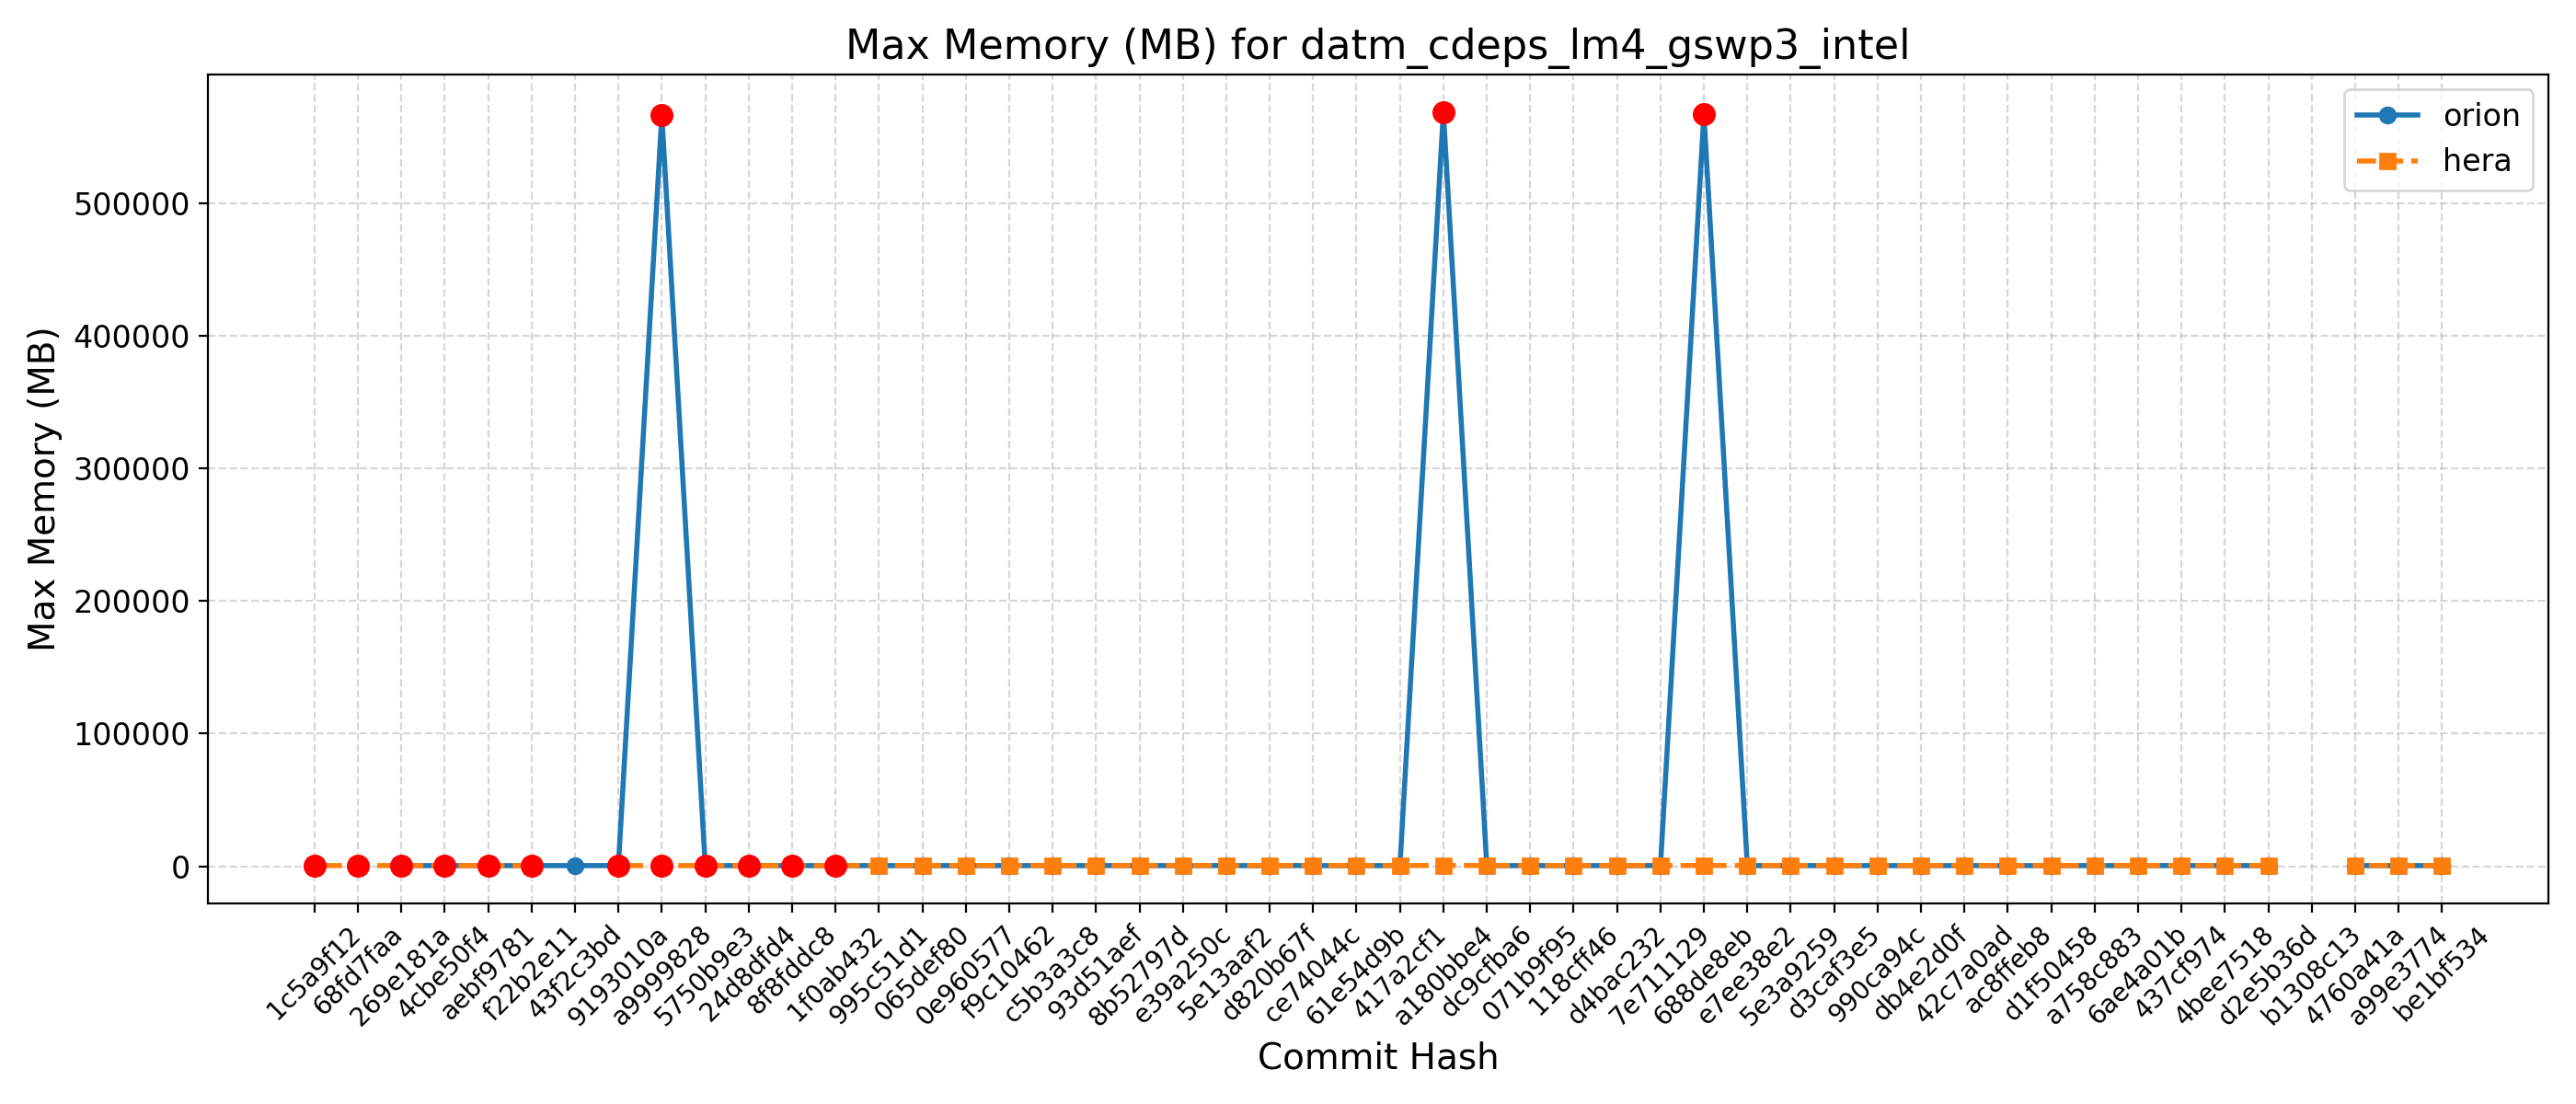 Max Memory (MB) for datm_cdeps_lm4_gswp3_intel
orion
hera
Max Memory (MB)
500000
400000
300000
200000
100000
0
1c5a9f12
68fd7faa
269e181a
4cbe50f4
aebf9781
f22b2e11
43f2c3bd
9193010a
a9999828
5750b9e3
24d8dfd4
8f8fddc8
1f0ab432
995c51d1
065def80
0e960577
f9c10462
c5b3a3c8
93d51aef
8b52797d
e39a250c
5e13aaf2
d820b67f
ce74044c
61e54d9b
417a2cf1
a180bbe4
dc9cfba6
071b9f95
118cff46
d4bac232
7e711129
688de8eb
e7ee38e2
5e3a9259
d3caf3e5
990ca94c
db4e2d0f
42c7a0ad
ac8ffeb8
d1f50458
a758c883
6ae4a01b
437cf974
4bee7518
d2e5b36d
b1308c13
4760a41a
a99e3774
be1bf534
Commit Hash